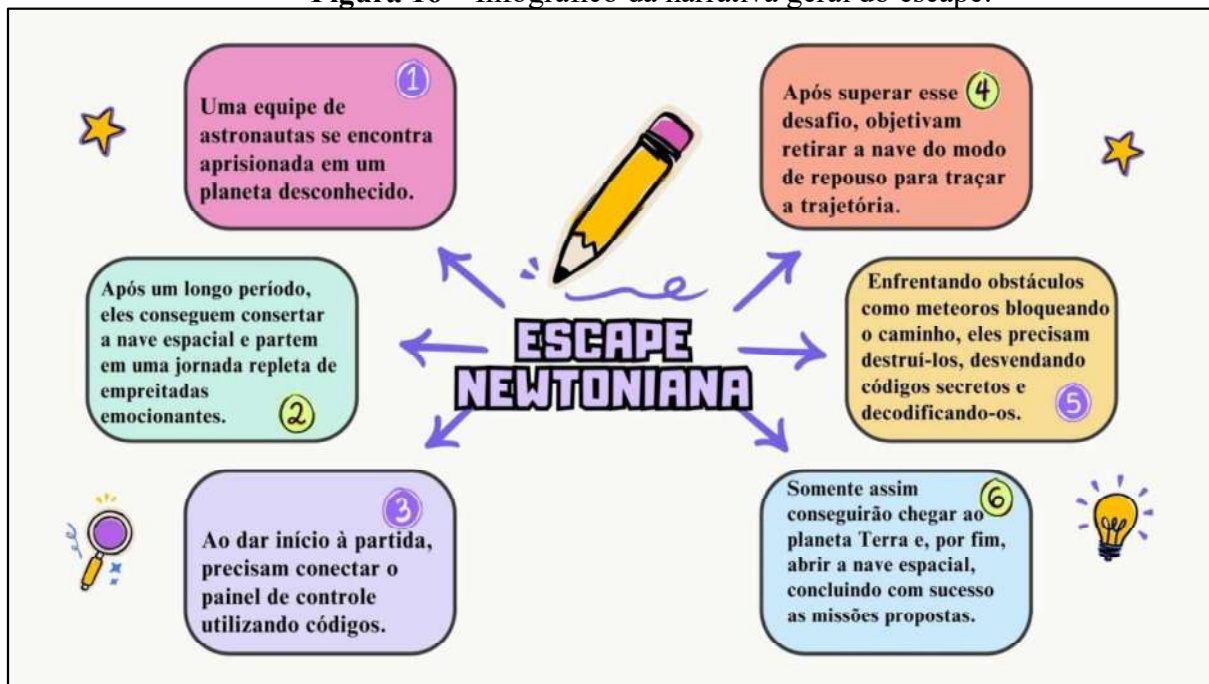 Figura 16 – Infográfico da narrativa geral do escape.
1
Uma equipe de
astronautas se encontra
aprisionada em um
planeta desconhecido.
Após um longo período,
eles conseguem consertar
a nave espacial e partem
em uma jornada repleta de
empreitadas
emocionantes.
2
3
Ao dar início à partida,
precisam conectar o
painel de controle
utilizando códigos.
ESCAPE
NEWTONIANA
Após superar esse 4
desafio, objetivam
retirar a nave do modo
de repouso para traçar
a trajetória.
Enfrentando obstáculos
como meteoros bloqueando
o caminho, eles precisam
destruí-los, desvendando
códigos secretos e
decodificando-os. 5
Somente assim 6
conseguirão chegar ao
planeta Terra e, por fim,
abrir a nave espacial,
concluindo com sucesso
as missões propostas.